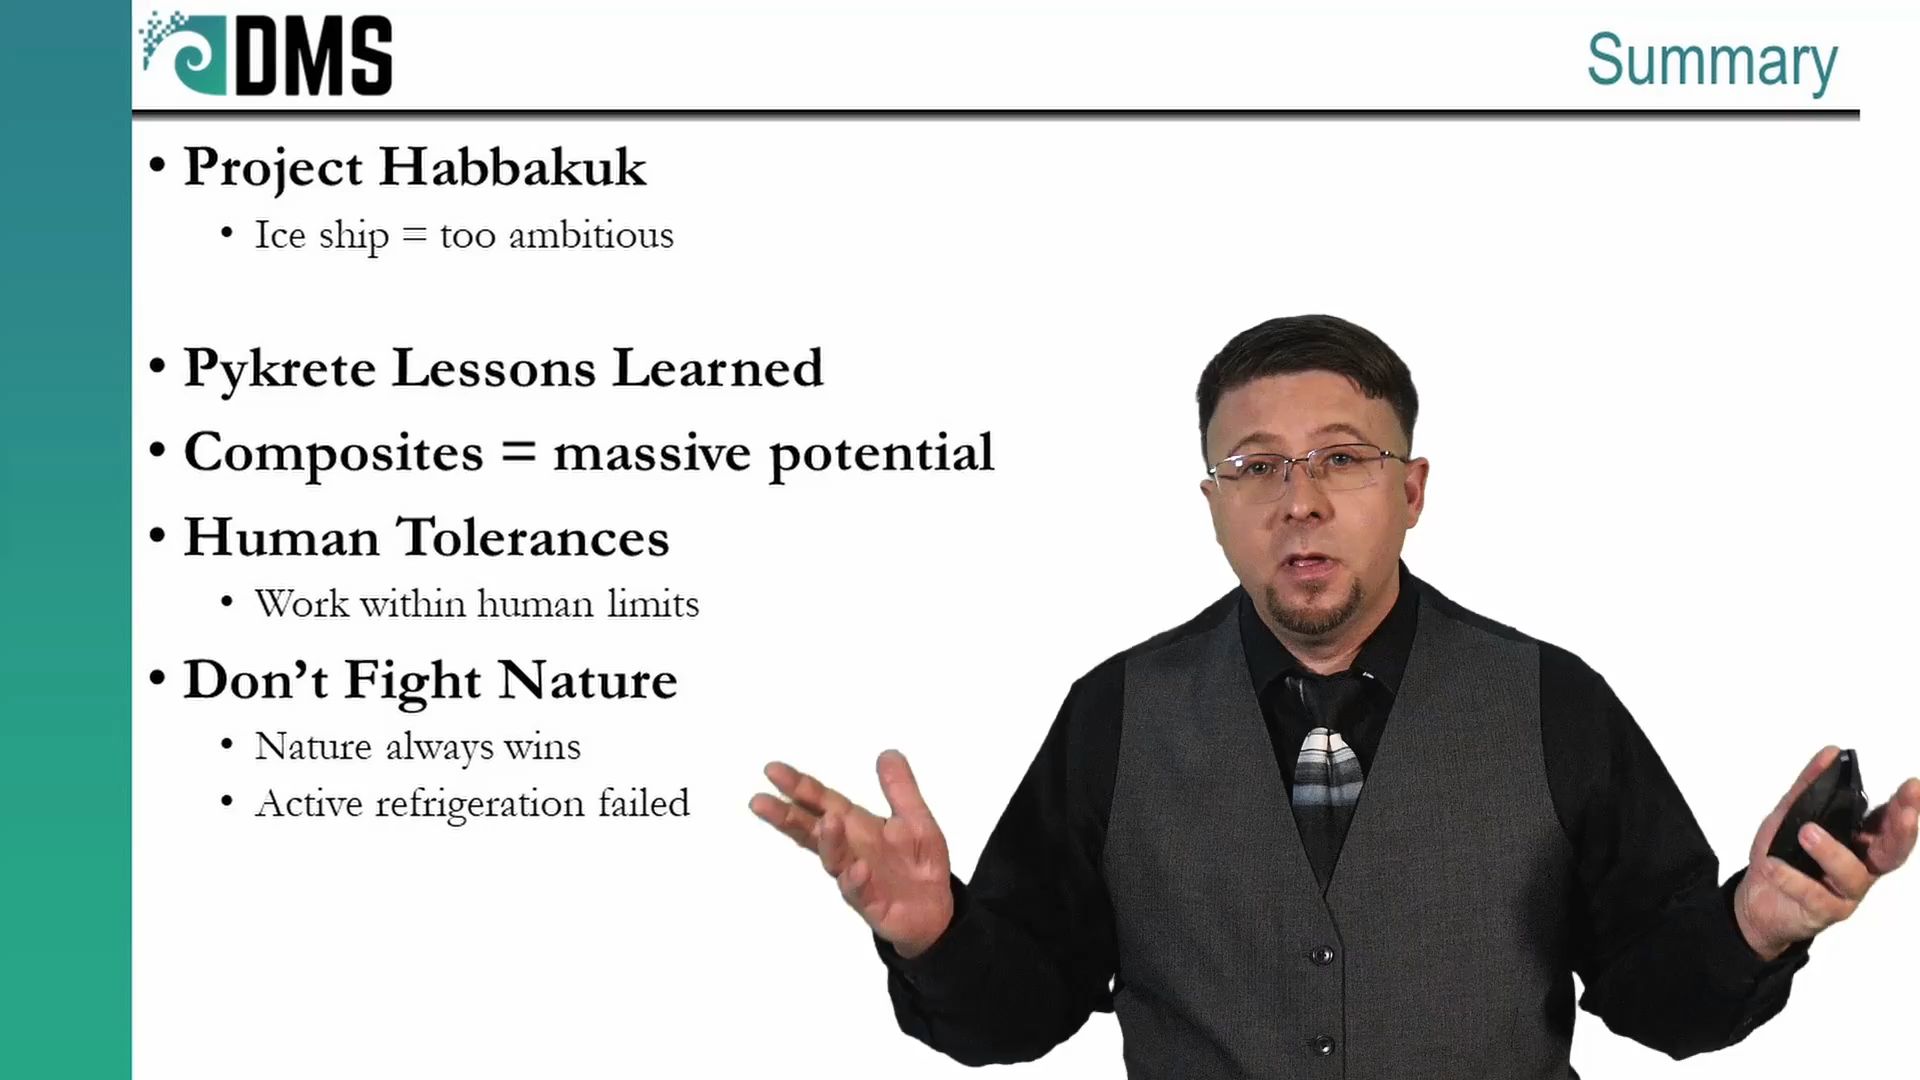 DMS
Summary
• Project Habbakuk
• Ice ship = too ambitious
• Pykrete Lessons Learned
• Composites = massive potential
• Human Tolerances
• Work within human limits
• Don’t Fight Nature
• Nature always wins
• Active refrigeration failed